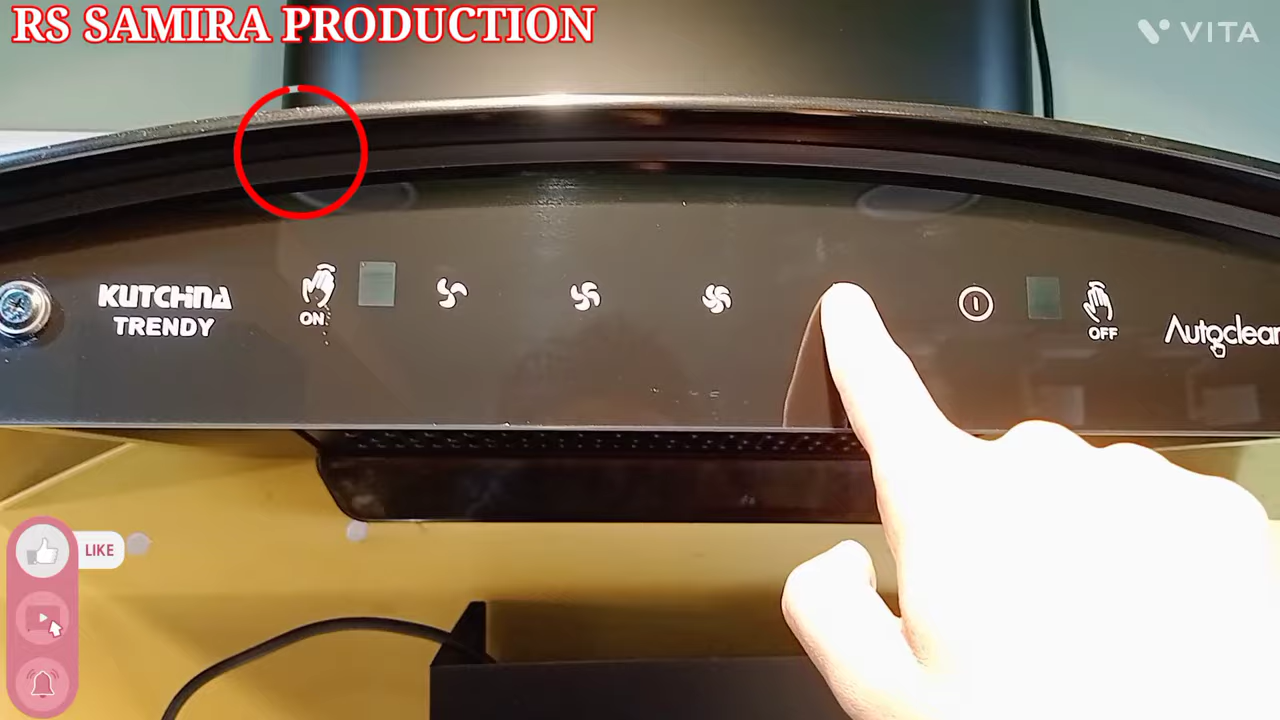 RS SAMIRA PRODUCTION
VITA
KUTCHINA
TRENDY
ON
OFF
Autoclean
LIKE